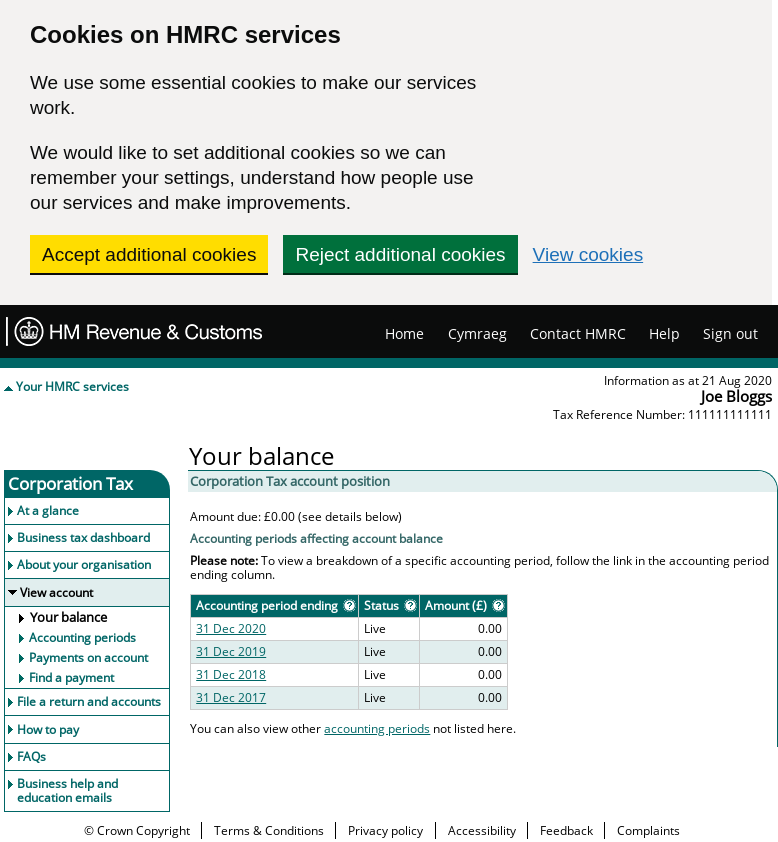 Cookies on HMRC services
We use some essential cookies to make our services
work.
We would like to set additional cookies so we can
remember your settings, understand how people use
our services and make improvements.
Accept additional cookies Reject additional cookies View cookies
HM Revenue & Customs Home Cymraeg Contact HMRC Help Sign out
Your HMRC services
Information as at 21 Aug 2020
Joe Bloggs
Tax Reference Number: 111111111111
Corporation Tax
At a glance
Business tax dashboard
About your organisation
View account
Your balance
Accounting periods
Payments on account
Find a payment
File a return and accounts
How to pay
FAQs
Business help and
education emails
Your balance
Corporation Tax account position
Amount due: £0.00 (see details below)
Accounting periods affecting account balance
Please note: To view a breakdown of a specific accounting period, follow the link in the accounting period
ending column.
Accounting period ending ? Status ? Amount (£) ?
31 Dec 2020 Live 0.00
31 Dec 2019 Live 0.00
31 Dec 2018 Live 0.00
31 Dec 2017 Live 0.00
You can also view other accounting periods not listed here.
© Crown Copyright Terms & Conditions Privacy policy Accessibility Feedback Complaints